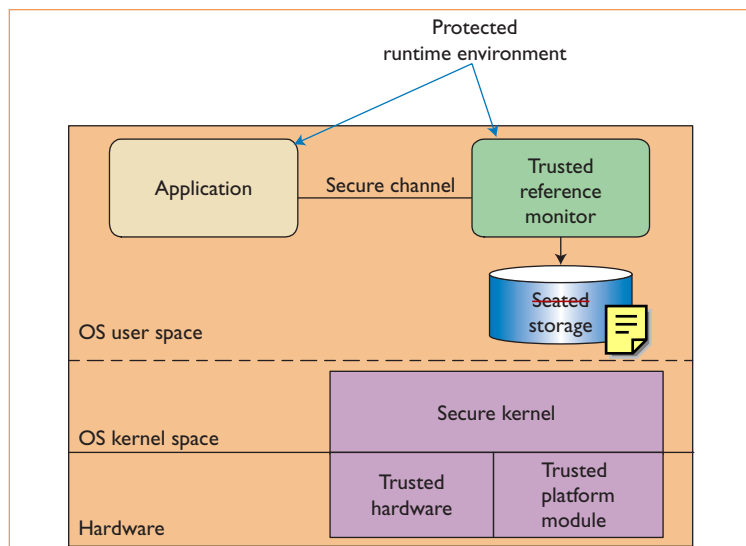 Protected
runtime environment
Application
Secure channel
Trusted
reference
monitor
Seated
storage
OS user space
Secure kernel
OS kernel space
Trusted
hardware
Trusted
platform
module
Hardware